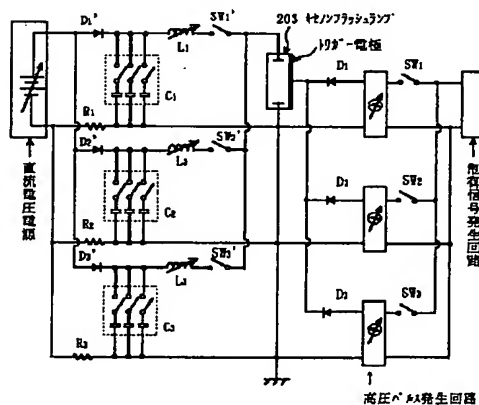 203 キセノンフラッシュランプ
トリガー電極
D1'
L1
SW1'
C1
R1
D1
SW1
D2'
L2
SW2'
C2
R2
D2
SW2
D3'
L3
SW3'
C3
R3
D3
SW3
直流電圧電源
制御信号発生回路
高圧パルス発生回路